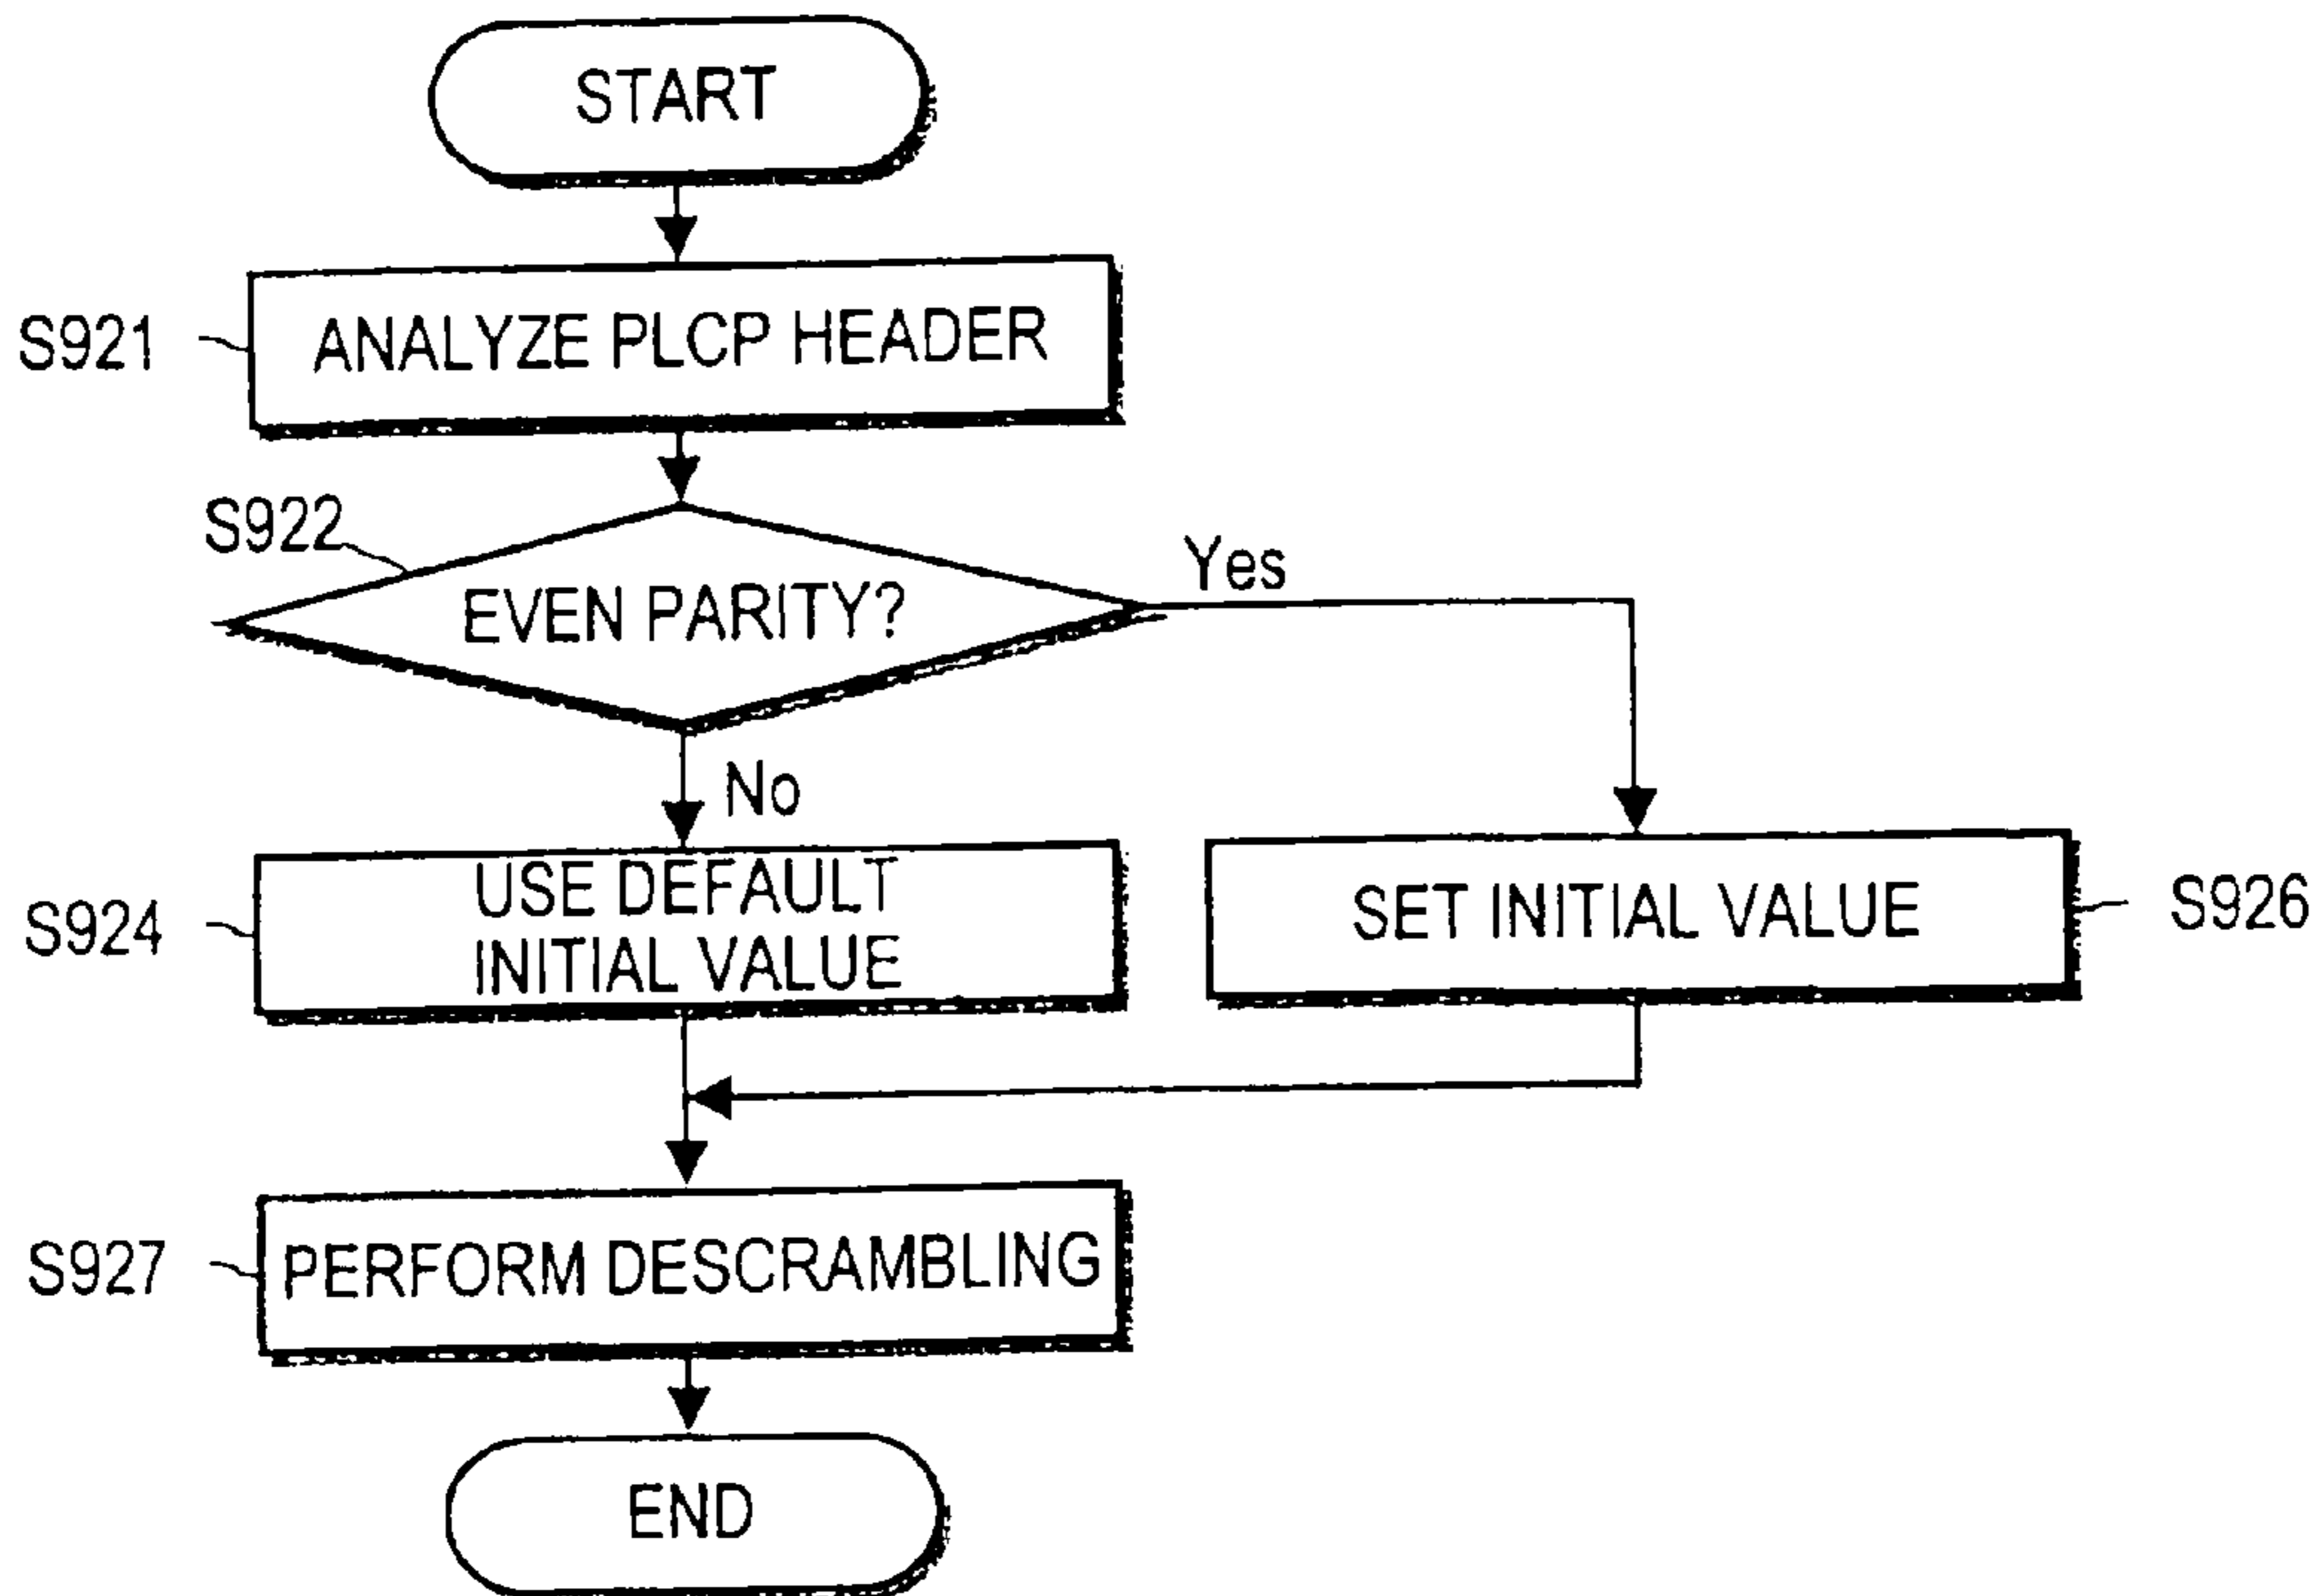 START
S921
ANALYZE PLCP HEADER
S922
EVEN PARITY?
Yes
No
S924
USE DEFAULT
INITIAL VALUE
SET INITIAL VALUE
S926
S927
PERFORM DESCRAMBLING
END